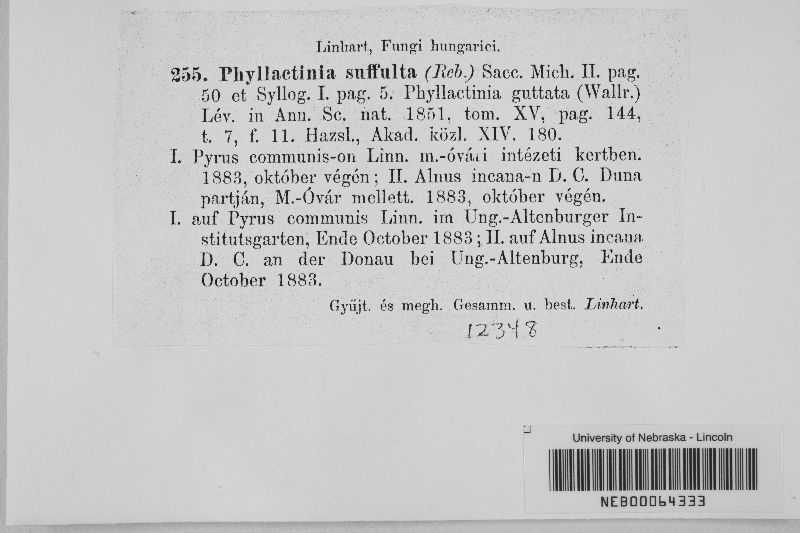 Linhart, Fungi hungarici.
255. Phyllactinia suffulta (Reb.) Sacc. Mich. II. pag.
50 et Syllog. I. pag. 5. Phyllactinia guttata (Wallr.)
Lév. in Ann. Sc. nat. 1851, tom. XV, pag. 144,
t. 7, f. 11. Hazsl., Akad. közl. XIV. 180.
I. Pyrus communis-on Linn. m.-óvári intézeti kertben.
1883, október végén; II. Alnus incana-n D. C. Duna
partján, M.-Óvár mellett. 1883, október végén.
I. auf Pyrus communis Linn. im Ung.-Altenburger In-
stitutsgarten, Ende October 1883; II. auf Alnus incana
D. C. an der Donau bei Ung.-Altenburg, Ende
October 1883.
Gyűjt. és megh. Gesamm. u. best. Linhart.
12348
University of Nebraska - Lincoln
NEB00064333